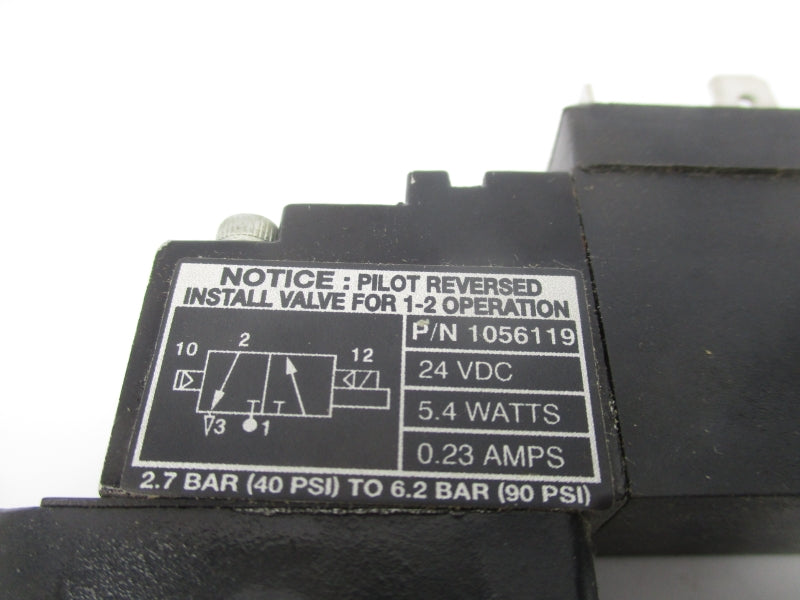 NOTICE : PILOT REVERSED
INSTALL VALVE FOR 1-2 OPERATION
P/N 1056119
2
10
12
24 VDC
5.4 WATTS
3
1
0.23 AMPS
2.7 BAR (40 PSI) TO 6.2 BAR (90 PSI)